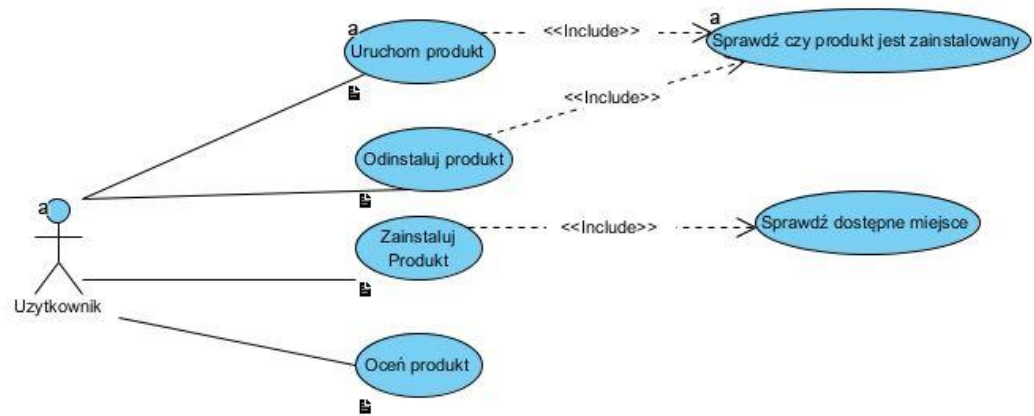 a
Uruchom produkt
<<Include>>
a
Sprawdź czy produkt jest zainstalowany
<<Include>>
Odinstaluj produkt
a
Uzytkownik
Zainstaluj
Produkt
<<Include>>
Sprawdź dostępne miejsce
Oceń produkt